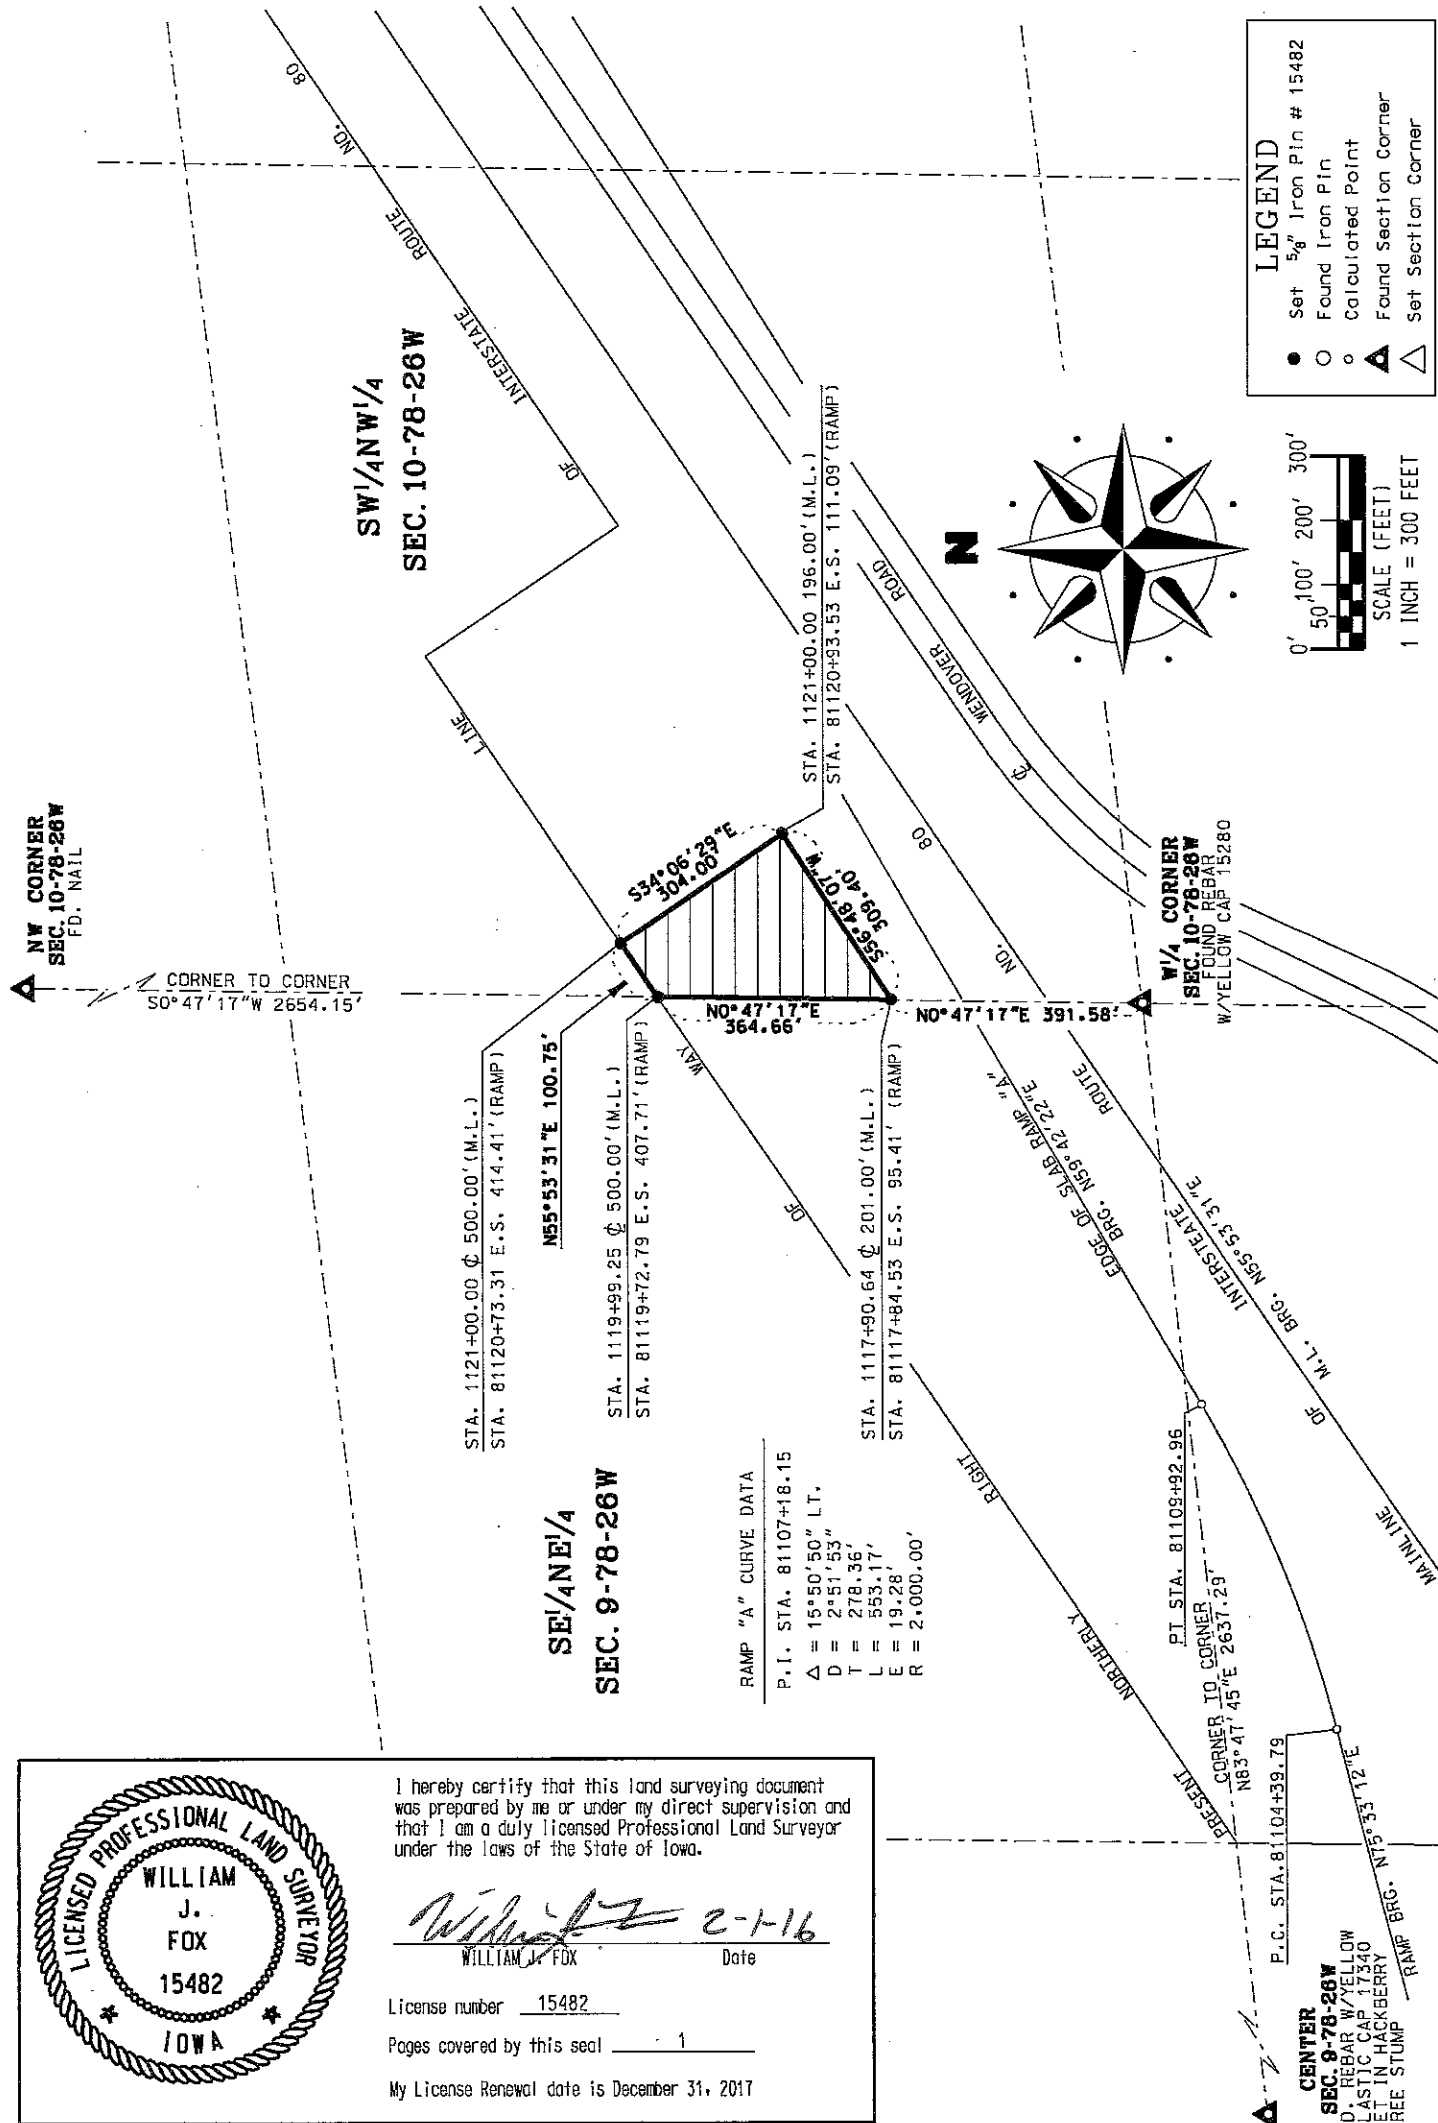 NW CORNER
SEC. 10-78-26W
FD. NAIL
CORNER TO CORNER
S0°47'17"W 2654.15'
SW1/4NW1/4
SEC. 10-78-26W
LINE OF INTERSTATE ROUTE NO. 80
STA. 1121+00.00 ℄ 500.00' (M.L.)
STA. 81120+73.31 E.S. 414.41' (RAMP)
N55°53'31"E 100.75'
STA. 1119+99.25 ℄ 500.00' (M.L.)
STA. 81119+72.79 E.S. 407.71' (RAMP)
S34°06'29"E
304.00'
S56°48'07"W
309.40'
N0°47'17"E
364.66'
N0°47'17"E 391.58'
STA. 1121+00.00 196.00' (M.L.)
STA. 81120+93.53 E.S. 111.09' (RAMP)
STA. 1117+90.64 ℄ 201.00' (M.L.)
STA. 81117+84.53 E.S. 95.41' (RAMP)
WENDOVER ROAD
℄
W1/4 CORNER
SEC. 10-78-26W
FOUND REBAR
W/YELLOW CAP 15280
SE1/4NE1/4
SEC. 9-78-26W
RAMP "A" CURVE DATA
P.I. STA. 81107+18.15
Δ = 15°50'50" LT.
D = 2°51'53"
T = 278.36'
L = 553.17'
E = 19.28'
R = 2,000.00'
PRESENT NORTHERLY RIGHT OF WAY
EDGE OF SLAB RAMP "A"
BRG. N59°42'22"E
MAINLINE OF INTERSTEATE ROUTE NO. 80
M.L. BRG. N55°53'31"E
PT STA. 81109+92.96
CORNER TO CORNER
N83°47'45"E 2637.29'
P.C. STA.81104+39.79
RAMP BRG. N75°33'12"E
CENTER
SEC. 9-78-26W
D. REBAR W/YELLOW
LASTIC CAP 17340
ET IN HACKBERRY
REE STUMP
N
0' 50' 100' 200' 300'
SCALE (FEET)
1 INCH = 300 FEET
LEGEND
Set 5/8" Iron Pin # 15482
Found Iron Pin
Calculated Point
Found Section Corner
Set Section Corner
LICENSED PROFESSIONAL LAND SURVEYOR
WILLIAM
J.
FOX
15482
IOWA
I hereby certify that this land surveying document
was prepared by me or under my direct supervision and
that I am a duly licensed Professional Land Surveyor
under the laws of the State of Iowa.
2-1-16
WILLIAM J. FOX Date
License number 15482
Pages covered by this seal 1
My License Renewal date is December 31, 2017